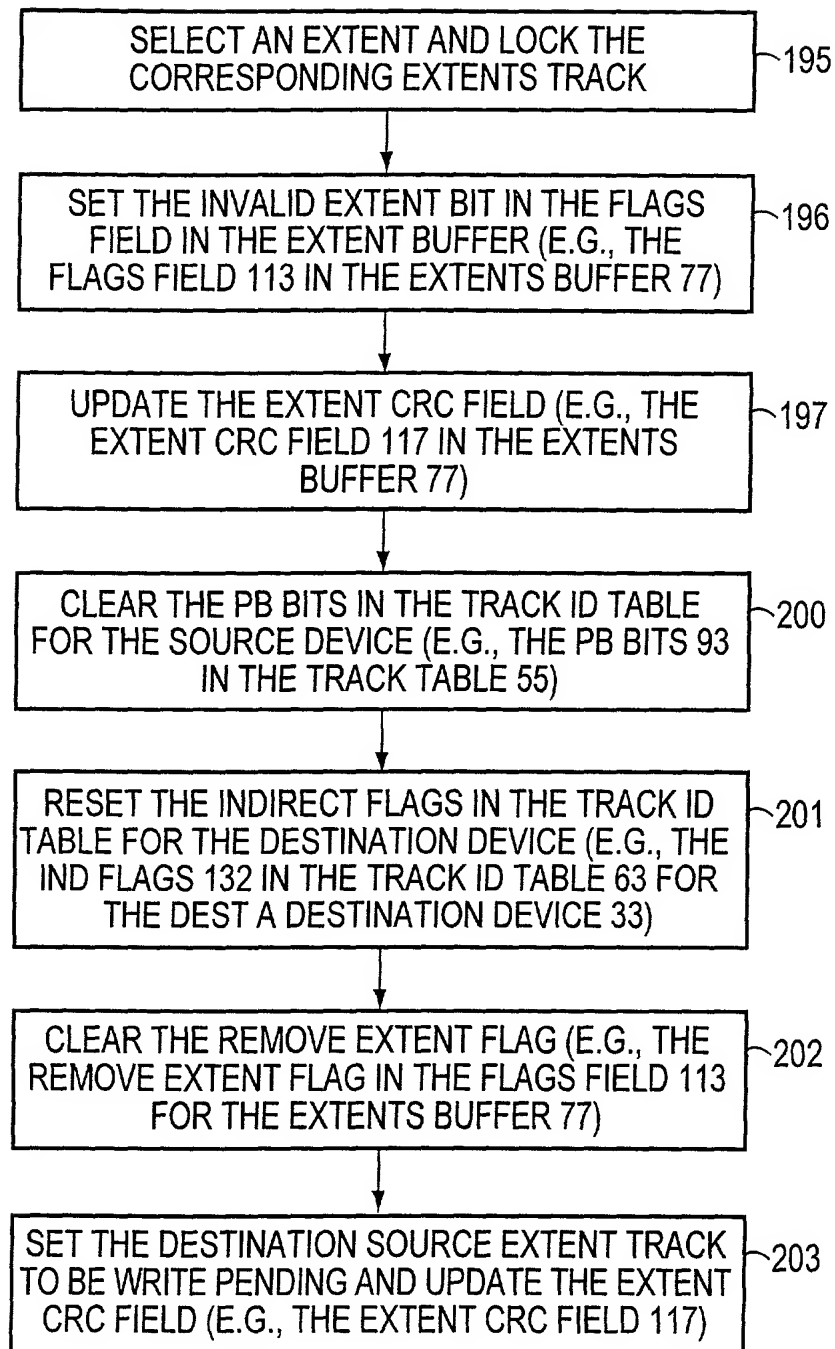 SELECT AN EXTENT AND LOCK THE
CORRESPONDING EXTENTS TRACK
195
SET THE INVALID EXTENT BIT IN THE FLAGS
FIELD IN THE EXTENT BUFFER (E.G., THE
FLAGS FIELD 113 IN THE EXTENTS BUFFER 77)
196
UPDATE THE EXTENT CRC FIELD (E.G., THE
EXTENT CRC FIELD 117 IN THE EXTENTS
BUFFER 77)
197
CLEAR THE PB BITS IN THE TRACK ID TABLE
FOR THE SOURCE DEVICE (E.G., THE PB BITS 93
IN THE TRACK TABLE 55)
200
RESET THE INDIRECT FLAGS IN THE TRACK ID
TABLE FOR THE DESTINATION DEVICE (E.G., THE
IND FLAGS 132 IN THE TRACK ID TABLE 63 FOR
THE DEST A DESTINATION DEVICE 33)
201
CLEAR THE REMOVE EXTENT FLAG (E.G., THE
REMOVE EXTENT FLAG IN THE FLAGS FIELD 113
FOR THE EXTENTS BUFFER 77)
202
SET THE DESTINATION SOURCE EXTENT TRACK
TO BE WRITE PENDING AND UPDATE THE EXTENT
CRC FIELD (E.G., THE EXTENT CRC FIELD 117)
203